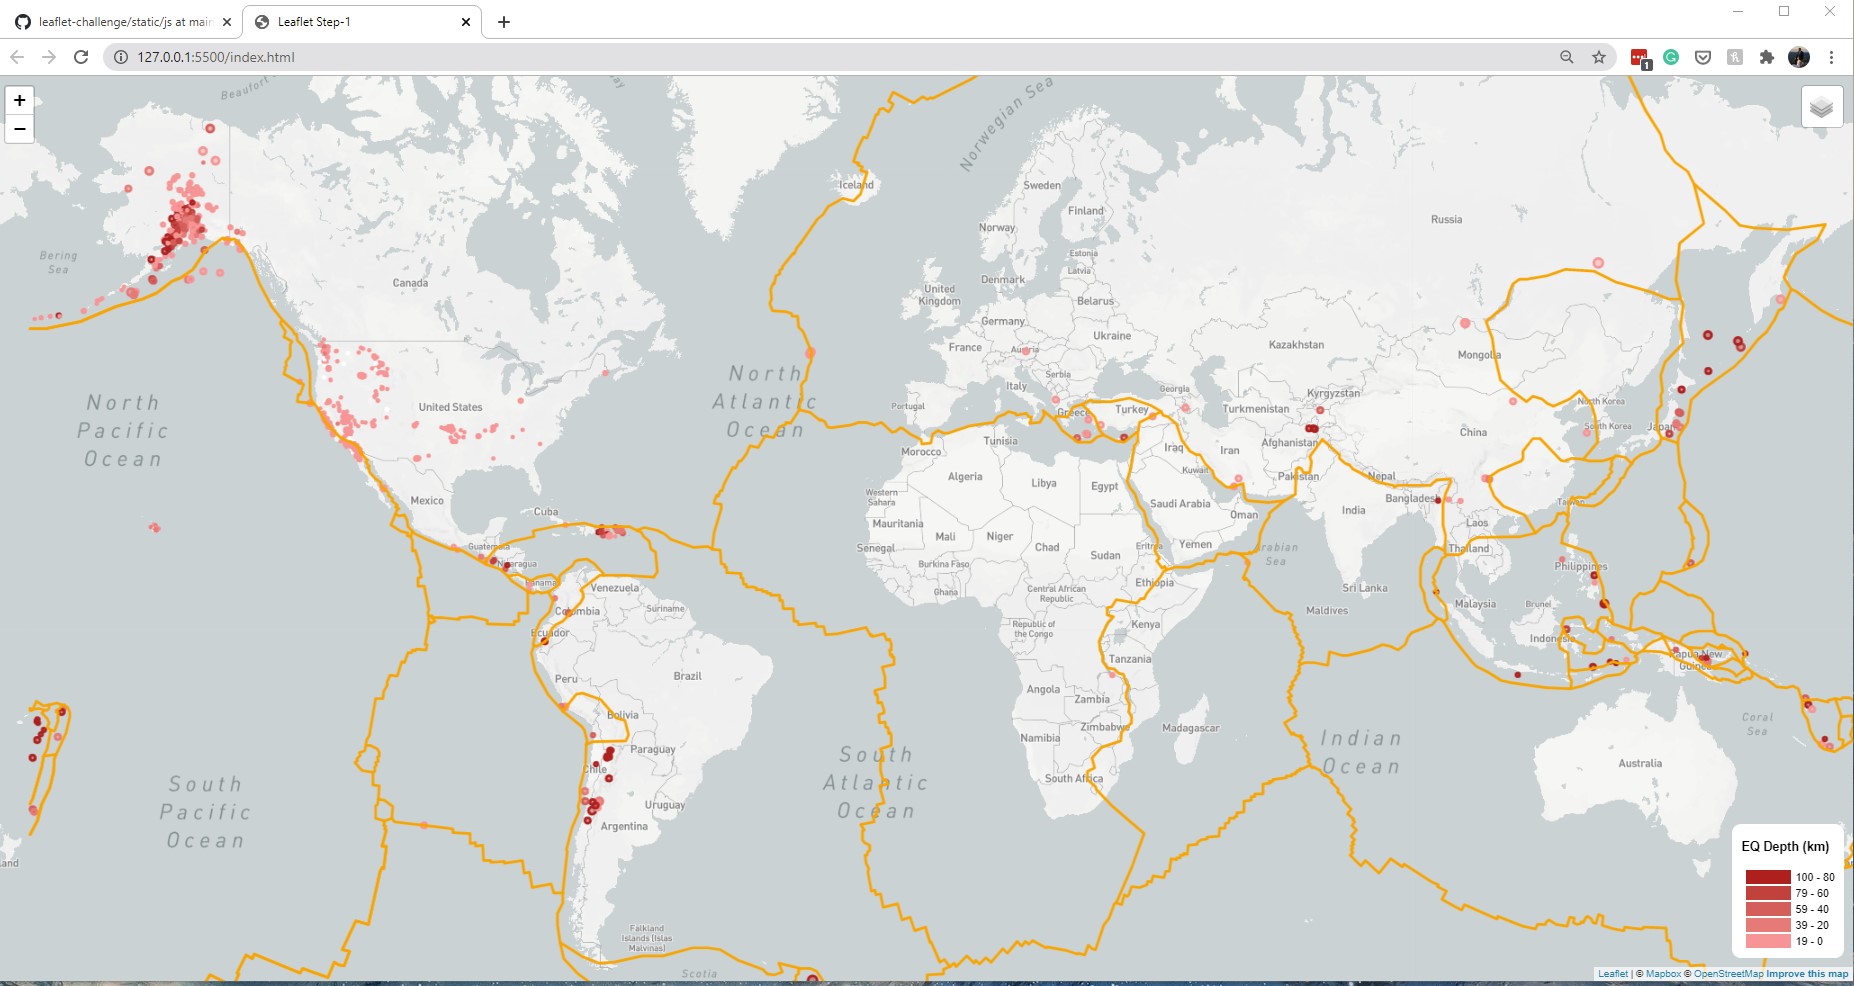 leaflet-challenge/static/js at main
Leaflet Step-1
127.0.0.1:5500/index.html
1
+
−
Beaufort
Norwegian Sea
Iceland
Sweden
Finland
Russia
Norway
Bering
Sea
Estonia
Latvia
Canada
Denmark
United
Kingdom
Belarus
Germany
Ukraine
France
Austria
Kazakhstan
Mongolia
Serbia
North
Atlantic
Ocean
Italy
Georgia
Kyrgyzstan
North
Pacific
Ocean
United States
Portugal
Greece
Turkey
Turkmenistan
North Korea
South Korea
Japan
China
Tunisia
Morocco
Iraq
Iran
Afghanistan
Kuwait
Pakistan
Nepal
Algeria
Libya
Egypt
Western
Sahara
Mexico
Cuba
Saudi Arabia
Oman
India
Bangladesh
Taiwan
Laos
Mauritania
Mali
Niger
Chad
Sudan
Eritrea
Yemen
Arabian
Sea
Thailand
Senegal
Guatemala
Nicaragua
Panama
Burkina Faso
Ghana
Central African
Republic
Ethiopia
Sri Lanka
Philippines
Venezuela
Colombia
Suriname
Maldives
Malaysia
Brunei
Ecuador
Republic of
the Congo
Kenya
Indonesia
Tanzania
Papua New
Guinea
Peru
Brazil
Angola
Zambia
Bolivia
Zimbabwe
Madagascar
Coral
Sea
Namibia
Paraguay
Chile
South
Atlantic
Ocean
Indian
Ocean
Australia
South Africa
South
Pacific
Ocean
Uruguay
Argentina
land
EQ Depth (km)
100 - 80
79 - 60
59 - 40
39 - 20
19 - 0
Falkland
Islands (Islas
Malvinas)
Scotia
Leaflet | © Mapbox © OpenStreetMap Improve this map